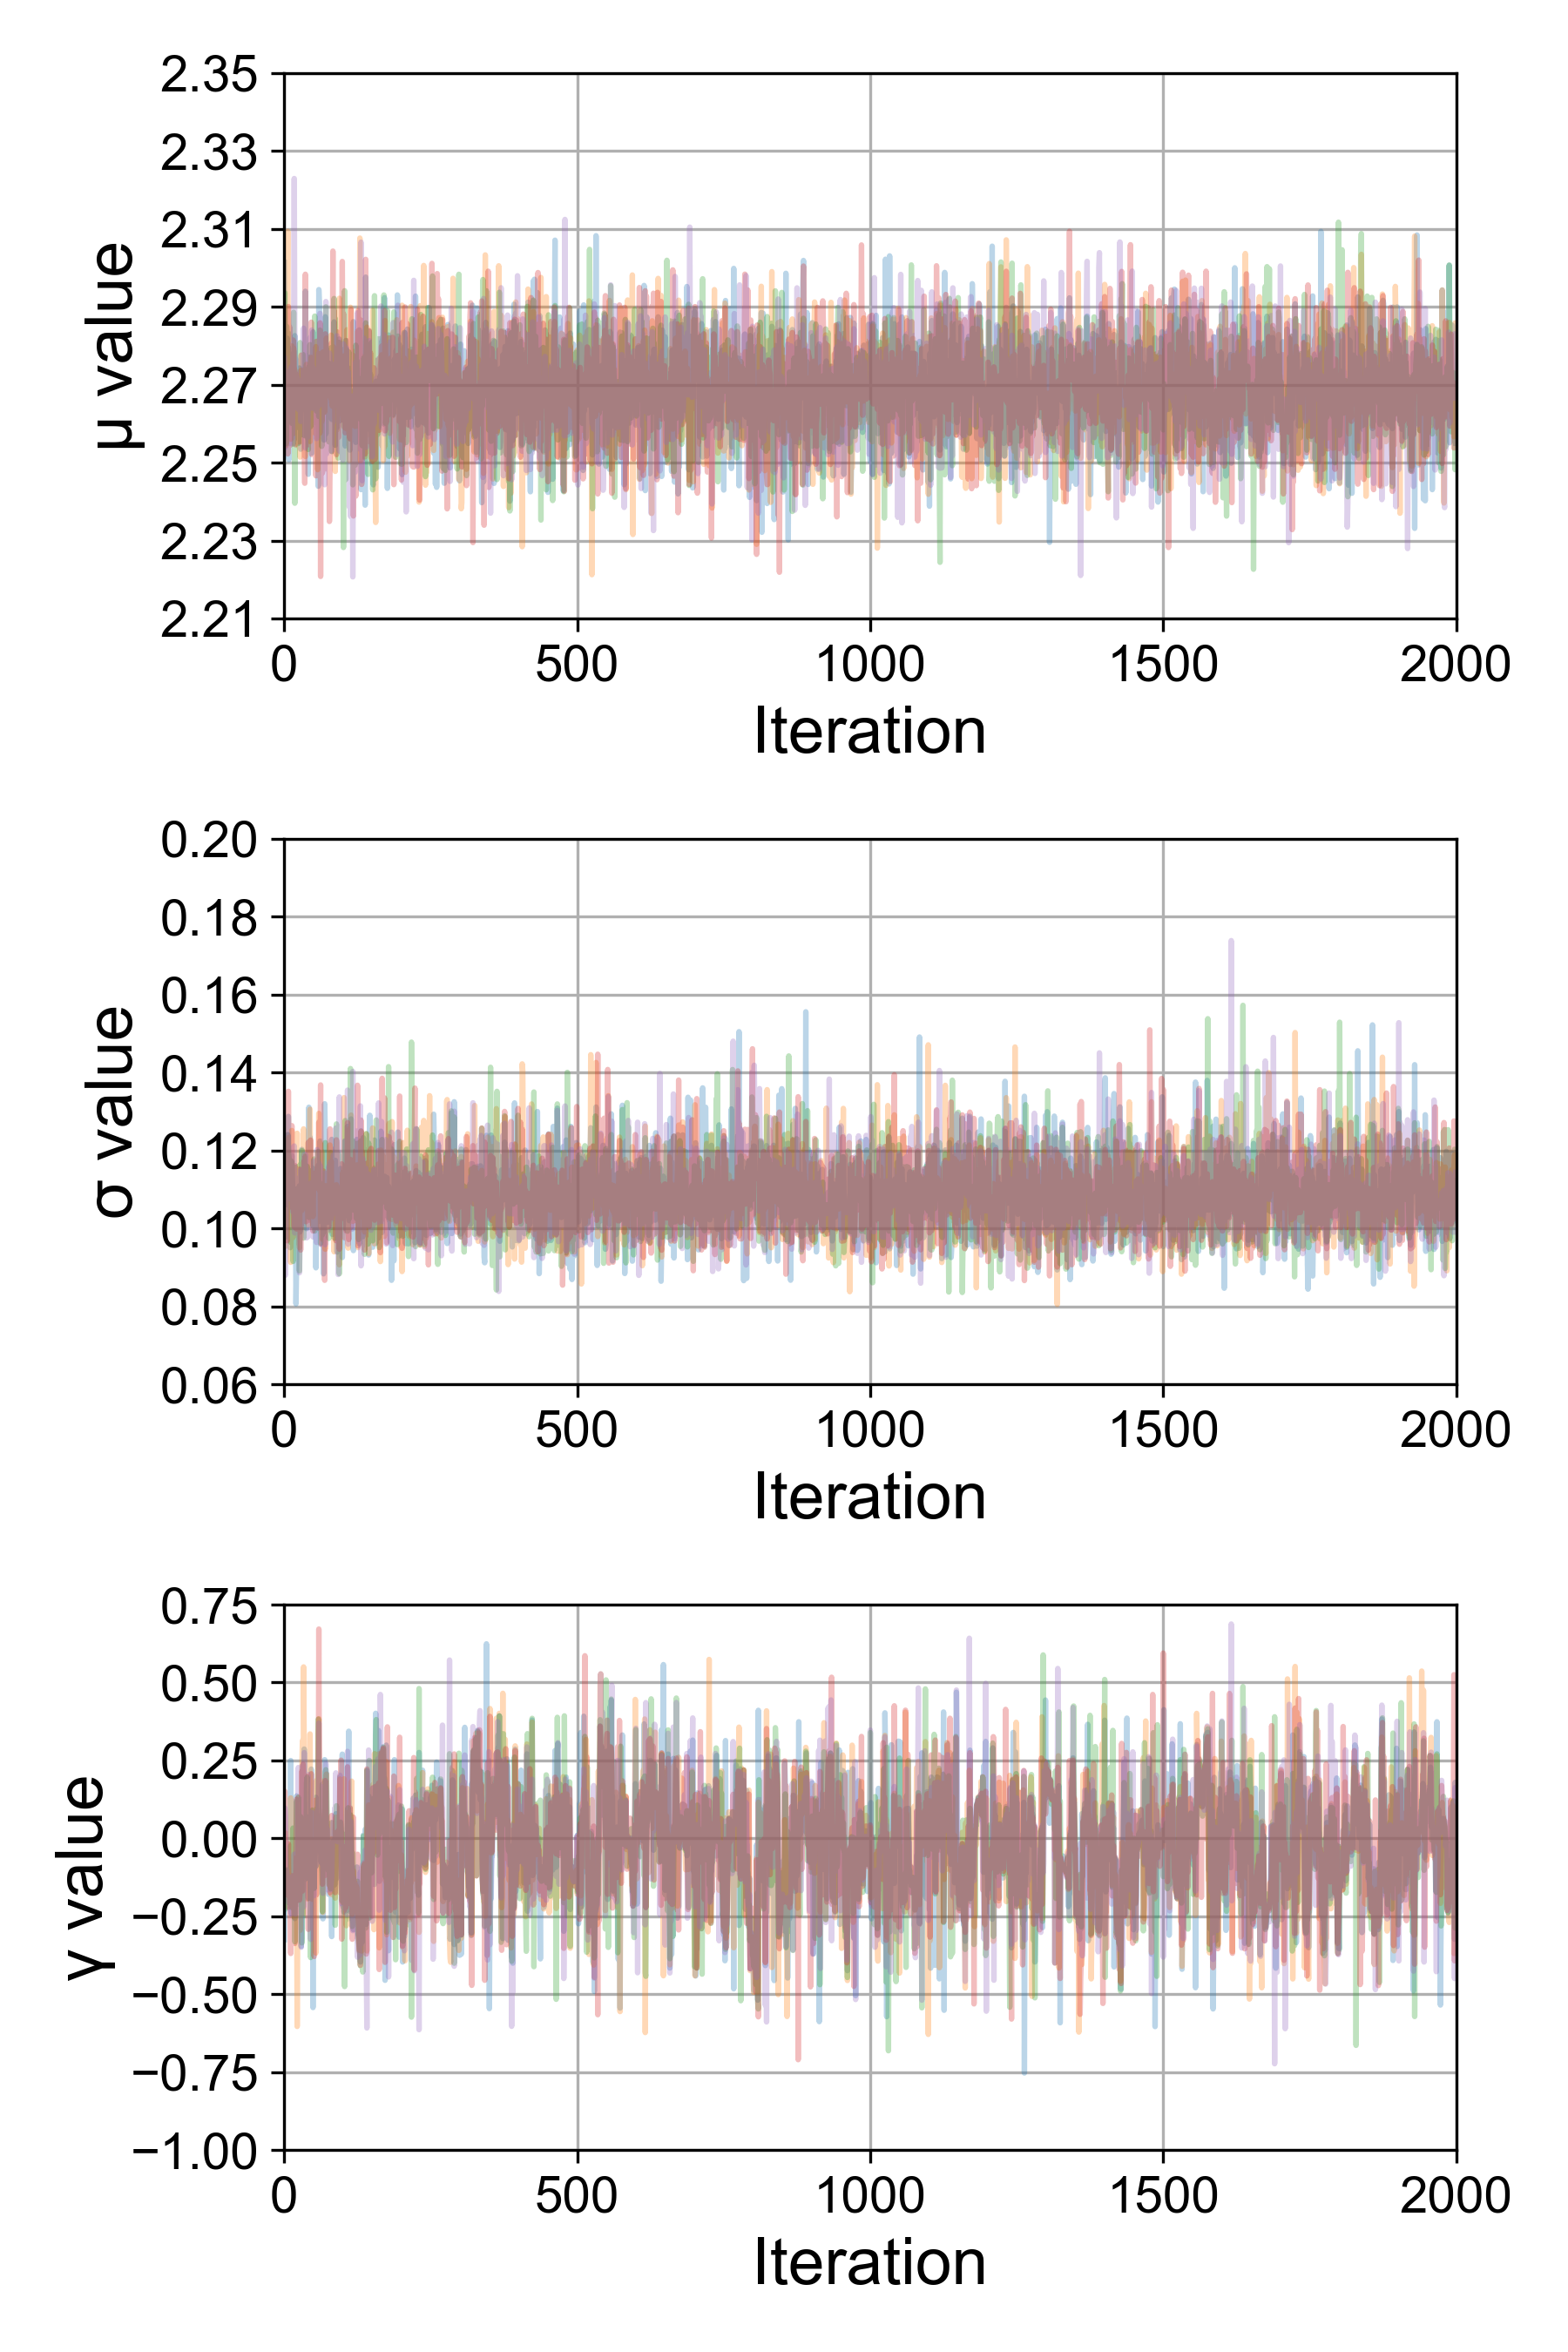 2.35
2.33
2.31
2.29
2.27
2.25
2.23
2.21
μ value
0 500 1000 1500 2000
Iteration
0.20
0.18
0.16
0.14
0.12
0.10
0.08
0.06
σ value
0 500 1000 1500 2000
Iteration
0.75
0.50
0.25
0.00
−0.25
−0.50
−0.75
−1.00
γ value
0 500 1000 1500 2000
Iteration